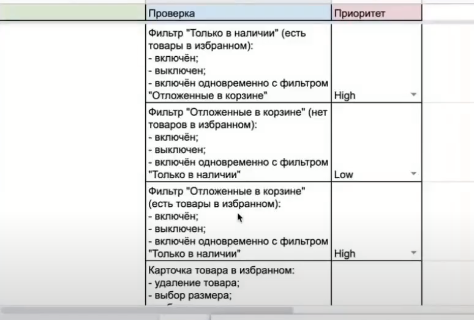 Проверка Приоритет
Фильтр "Только в наличии" (есть
товары в избранном):
- включён;
- выключен;
- включён одновременно с фильтром
"Отложенные в корзине" High
Фильтр "Отложенные в корзине" (нет
товаров в избранном):
- включён;
- выключен;
- включён одновременно с фильтром
"Только в наличии" Low
Фильтр "Отложенные в корзине"
(есть товары в избранном):
- включён;
- выключен;
- включён одновременно с фильтром
"Только в наличии" High
Карточка товара в избранном:
- удаление товара;
- выбор размера;